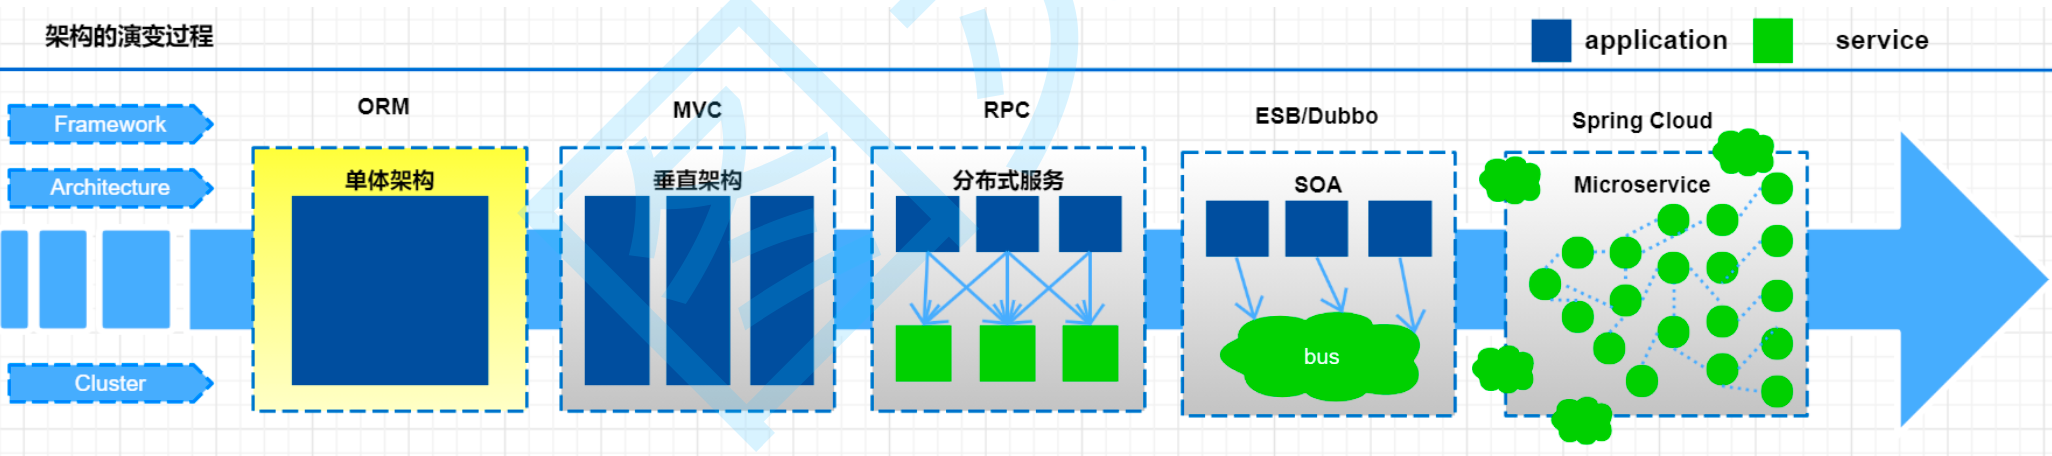 架构的演变过程
application
service
Framework
ORM
MVC
RPC
ESB/Dubbo
Spring Cloud
Architecture
单体架构
垂直架构
分布式服务
SOA
Microservice
bus
Cluster